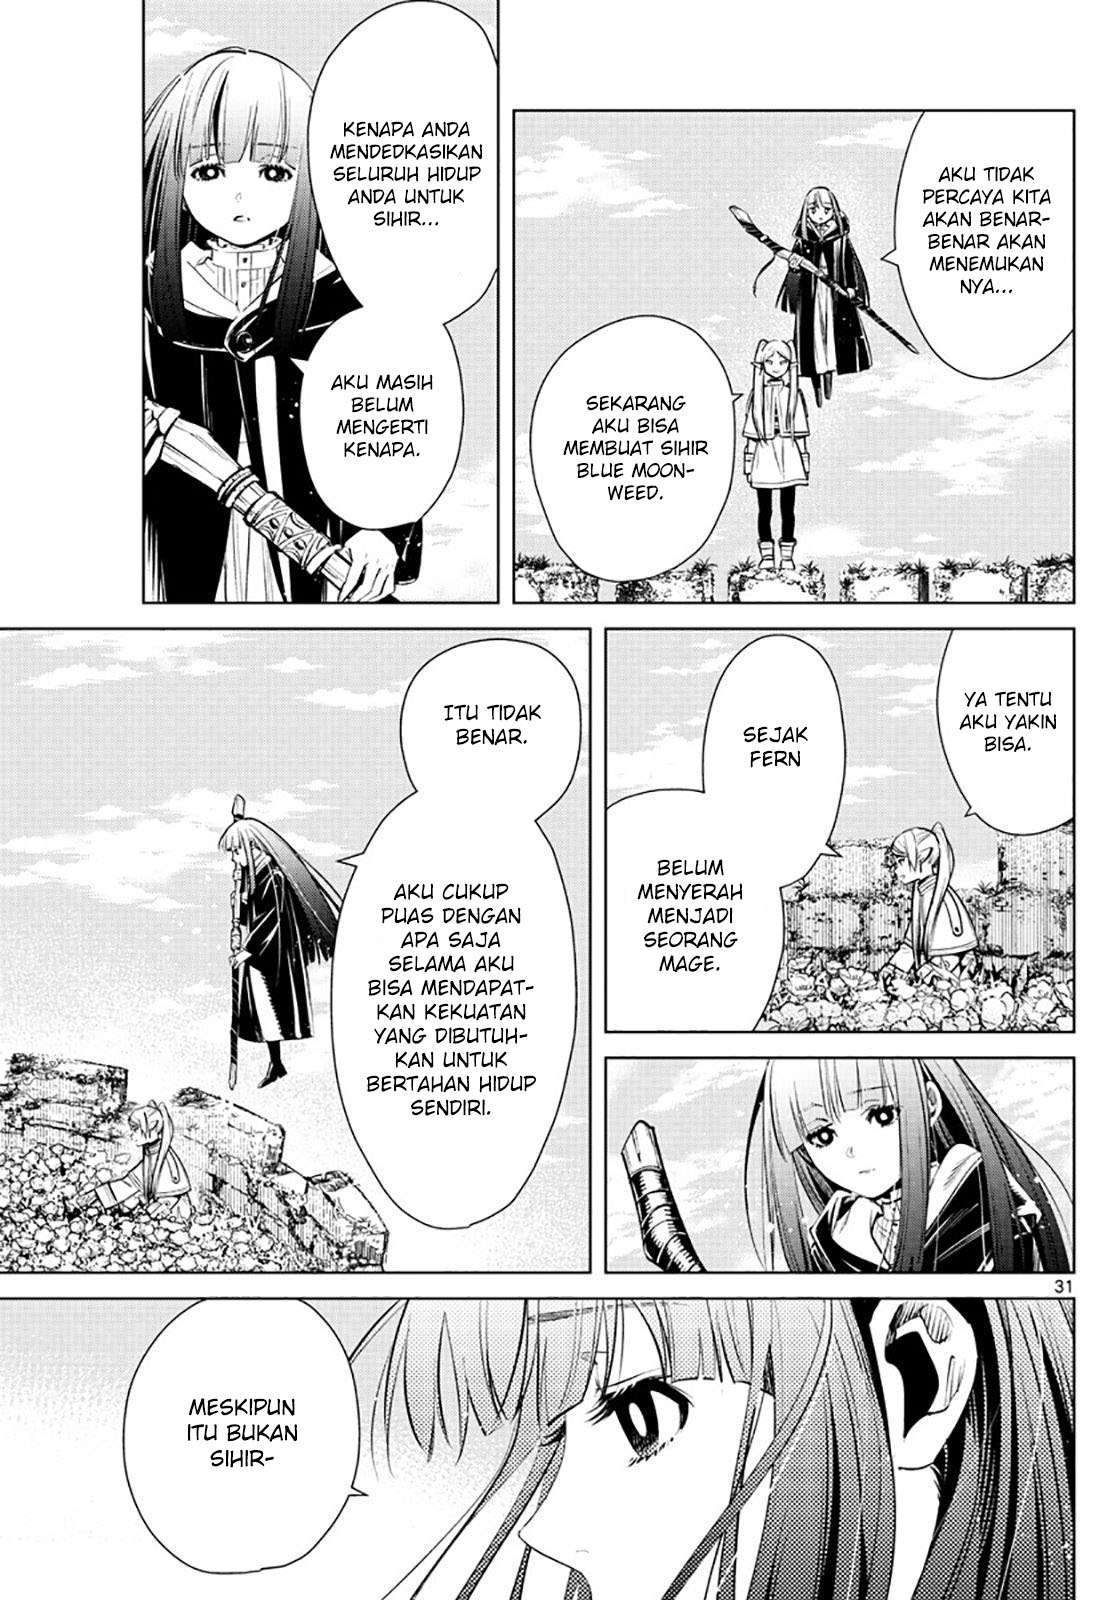 AKU TIDAK
PERCAYA KITA
AKAN BENAR-
BENAR AKAN
MENEMUKAN
NYA...
SEKARANG
AKU BISA
MEMBUAT SIHIR
BLUE MOON-
WEED.
KENAPA ANDA
MENDEDKASIKAN
SELURUH HIDUP
ANDA UNTUK
SIHIR...
AKU MASIH
BELUM
MENGERTI
KENAPA.
YA TENTU
AKU YAKIN
BISA.
SEJAK
FERN
BELUM
MENYERAH
MENJADI
SEORANG
MAGE.
ITU TIDAK
BENAR.
AKU CUKUP
PUAS DENGAN
APA SAJA
SELAMA AKU
BISA MENDAPAT-
KAN KEKUATAN
YANG DIBUTUH-
KAN UNTUK
BERTAHAN HIDUP
SENDIRI.
31
MESKIPUN
ITU BUKAN
SIHIR-